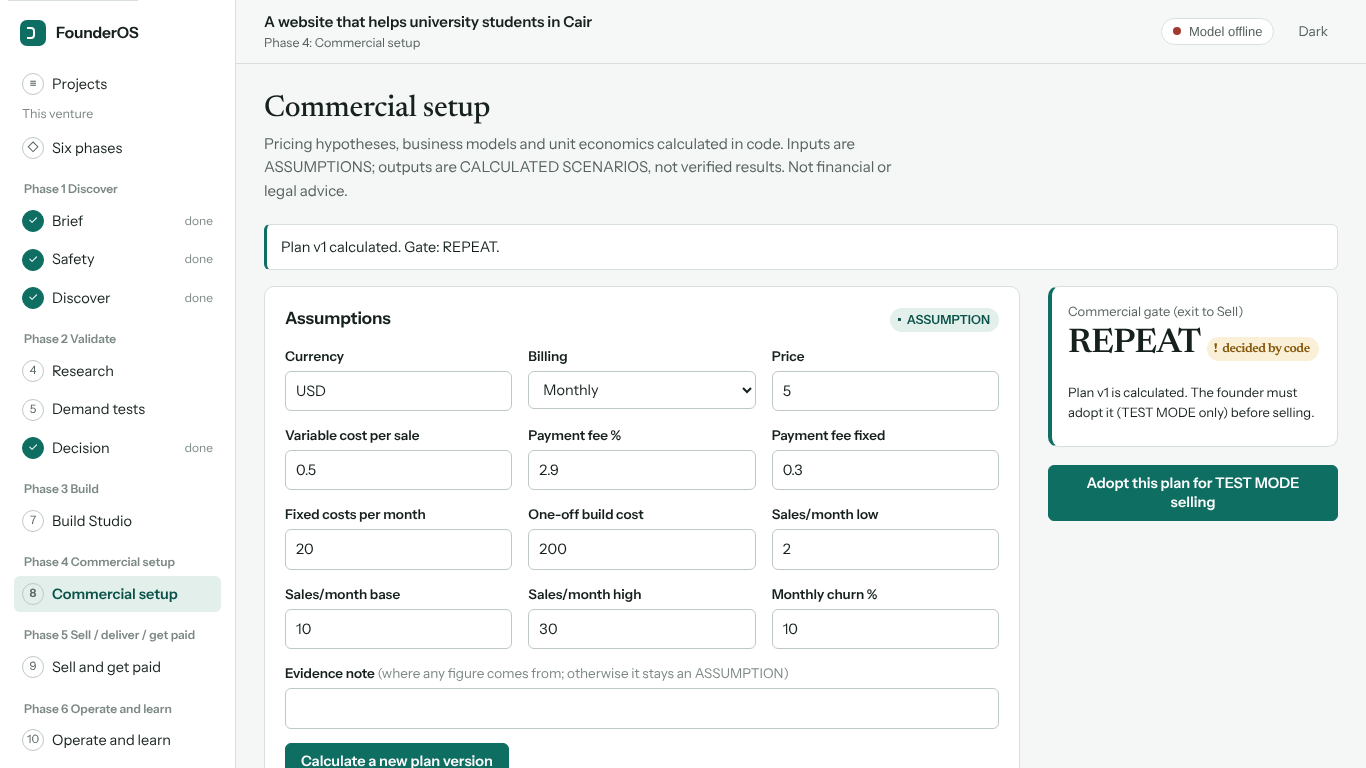 FounderOS
Projects
This venture
Six phases
Phase 1 Discover
Brief done
Safety done
Discover done
Phase 2 Validate
4 Research
5 Demand tests
Decision done
Phase 3 Build
7 Build Studio
Phase 4 Commercial setup
8 Commercial setup
Phase 5 Sell / deliver / get paid
9 Sell and get paid
Phase 6 Operate and learn
10 Operate and learn
A website that helps university students in Cair
Phase 4: Commercial setup
Model offline
Dark
Commercial setup
Pricing hypotheses, business models and unit economics calculated in code. Inputs are
ASSUMPTIONS; outputs are CALCULATED SCENARIOS, not verified results. Not financial or
legal advice.
Plan v1 calculated. Gate: REPEAT.
Assumptions
ASSUMPTION
Currency Billing Price
USD Monthly 5
Variable cost per sale Payment fee % Payment fee fixed
0.5 2.9 0.3
Fixed costs per month One-off build cost Sales/month low
20 200 2
Sales/month base Sales/month high Monthly churn %
10 30 10
Evidence note (where any figure comes from; otherwise it stays an ASSUMPTION)
Calculate a new plan version
Commercial gate (exit to Sell)
REPEAT ! decided by code
Plan v1 is calculated. The founder must
adopt it (TEST MODE only) before selling.
Adopt this plan for TEST MODE
selling